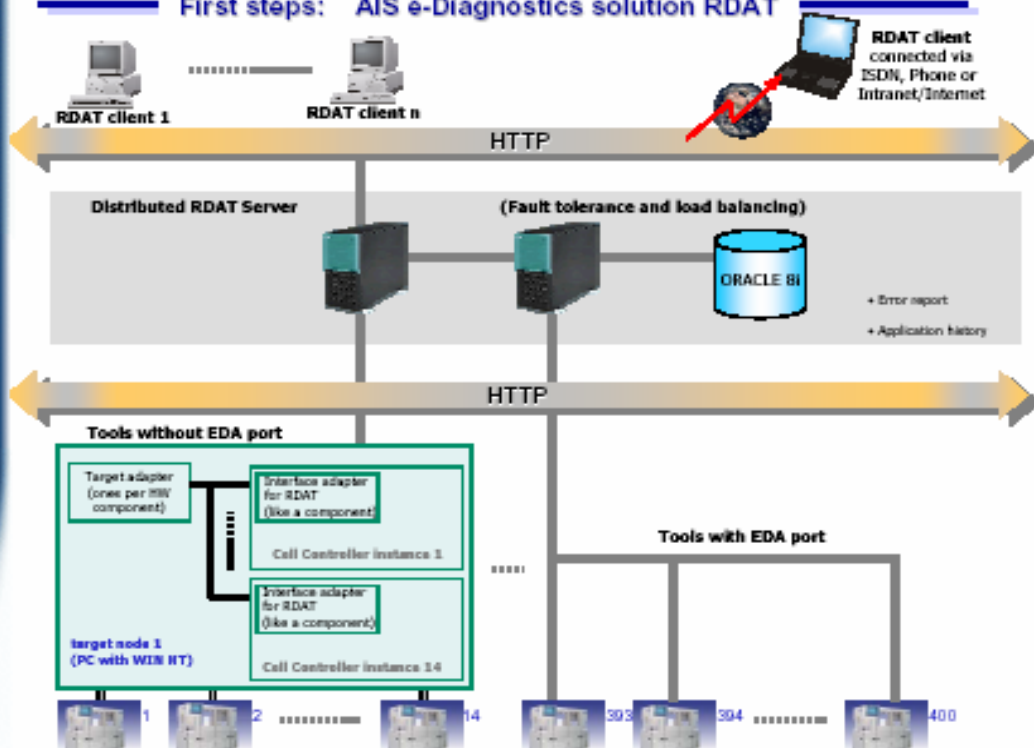 First steps: AIS e-Diagnostics solution RDAT
RDAT client
connected via
ISDN, Phone or
Intranet/Internet
RDAT client 1
RDAT client n
HTTP
Distributed RDAT Server
(Fault tolerance and load balancing)
ORACLE 8i
+ Error report
+ Application history
HTTP
Tools without EDA port
Target adapter
(ones per HW
component)
Interface adapter
for RDAT
(like a component)
Cell Controller instance 1
Tools with EDA port
Interface adapter
for RDAT
(like a component)
target node 1
(PC with WIN NT)
Cell Controller instance 14
1
2
14
393
394
400